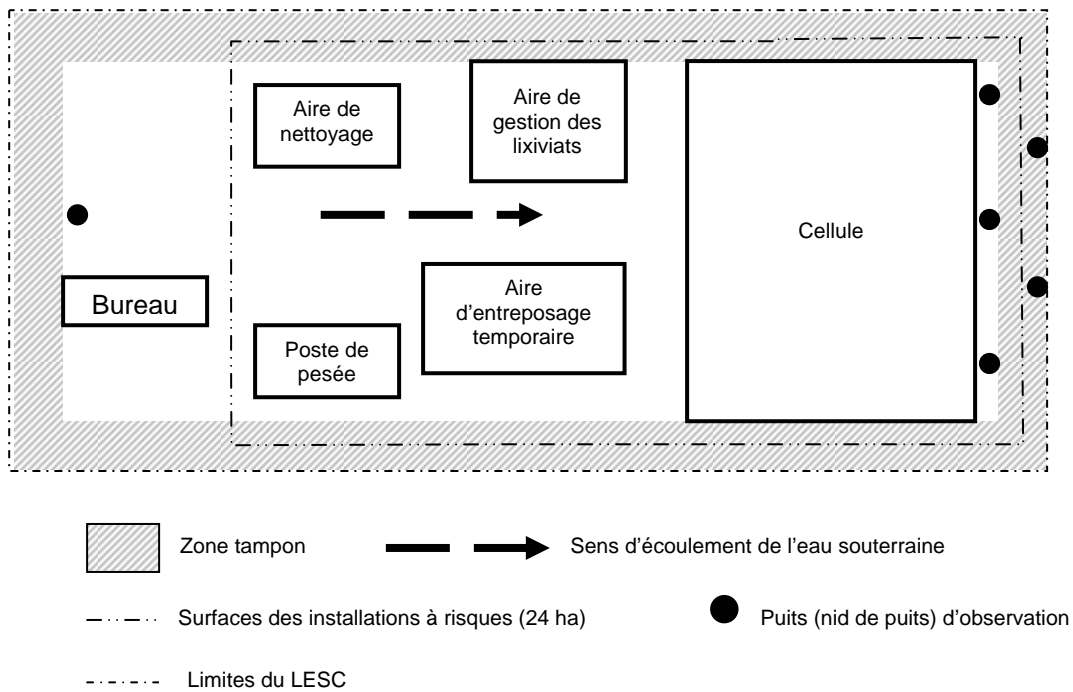 Aire de
nettoyage
Aire de
gestion des
lixiviats
Cellule
Bureau
Aire
d'entreposage
temporaire
Poste de
pesée
Zone tampon
Sens d'écoulement de l'eau souterraine
Surfaces des installations à risques (24 ha)
Puits (nid de puits) d'observation
Limites du LESC